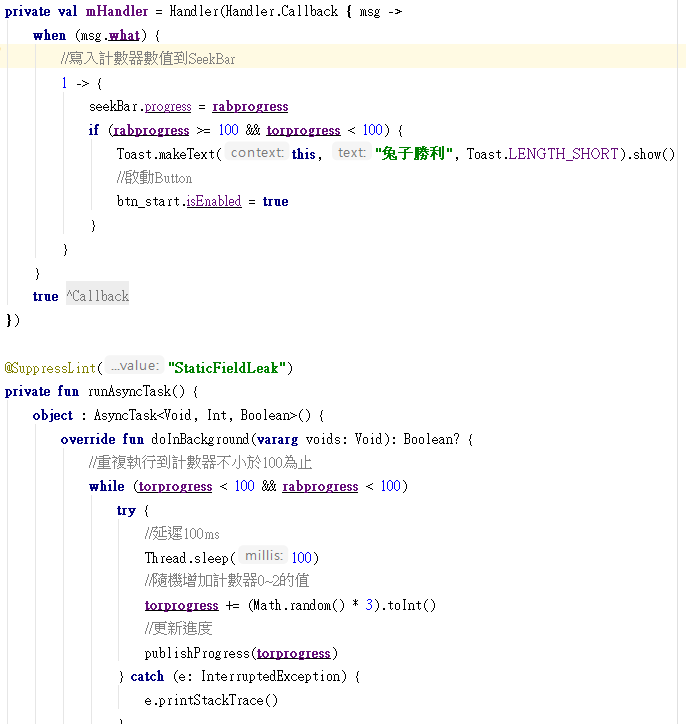 private val mHandler = Handler(Handler.Callback { msg ->
when (msg.what) {
//寫入計數器數值到SeekBar
1 -> {
seekBar.progress = rabprogress
if (rabprogress >= 100 && torprogress < 100) {
Toast.makeText( context: this, text: "兔子勝利", Toast.LENGTH_SHORT).show()
//啟動Button
btn_start.isEnabled = true
}
}
}
true ^Callback
})
@SuppressLint( ...value: "StaticFieldLeak")
private fun runAsyncTask() {
object : AsyncTask<Void, Int, Boolean>() {
override fun doInBackground(vararg voids: Void): Boolean? {
//重複執行到計數器不小於100為止
while (torprogress < 100 && rabprogress < 100)
try {
//延遲100ms
Thread.sleep( millis: 100)
//隨機增加計數器0~2的值
torprogress += (Math.random() * 3).toInt()
//更新進度
publishProgress(torprogress)
} catch (e: InterruptedException) {
e.printStackTrace()
}